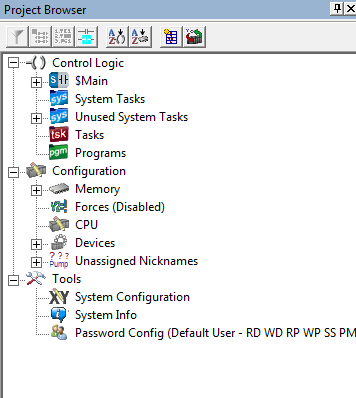 Project Browser
Control Logic
$Main
System Tasks
Unused System Tasks
Tasks
Programs
Configuration
Memory
Forces (Disabled)
CPU
Devices
Unassigned Nicknames
Tools
System Configuration
System Info
Password Config (Default User - RD WD RP WP SS PM